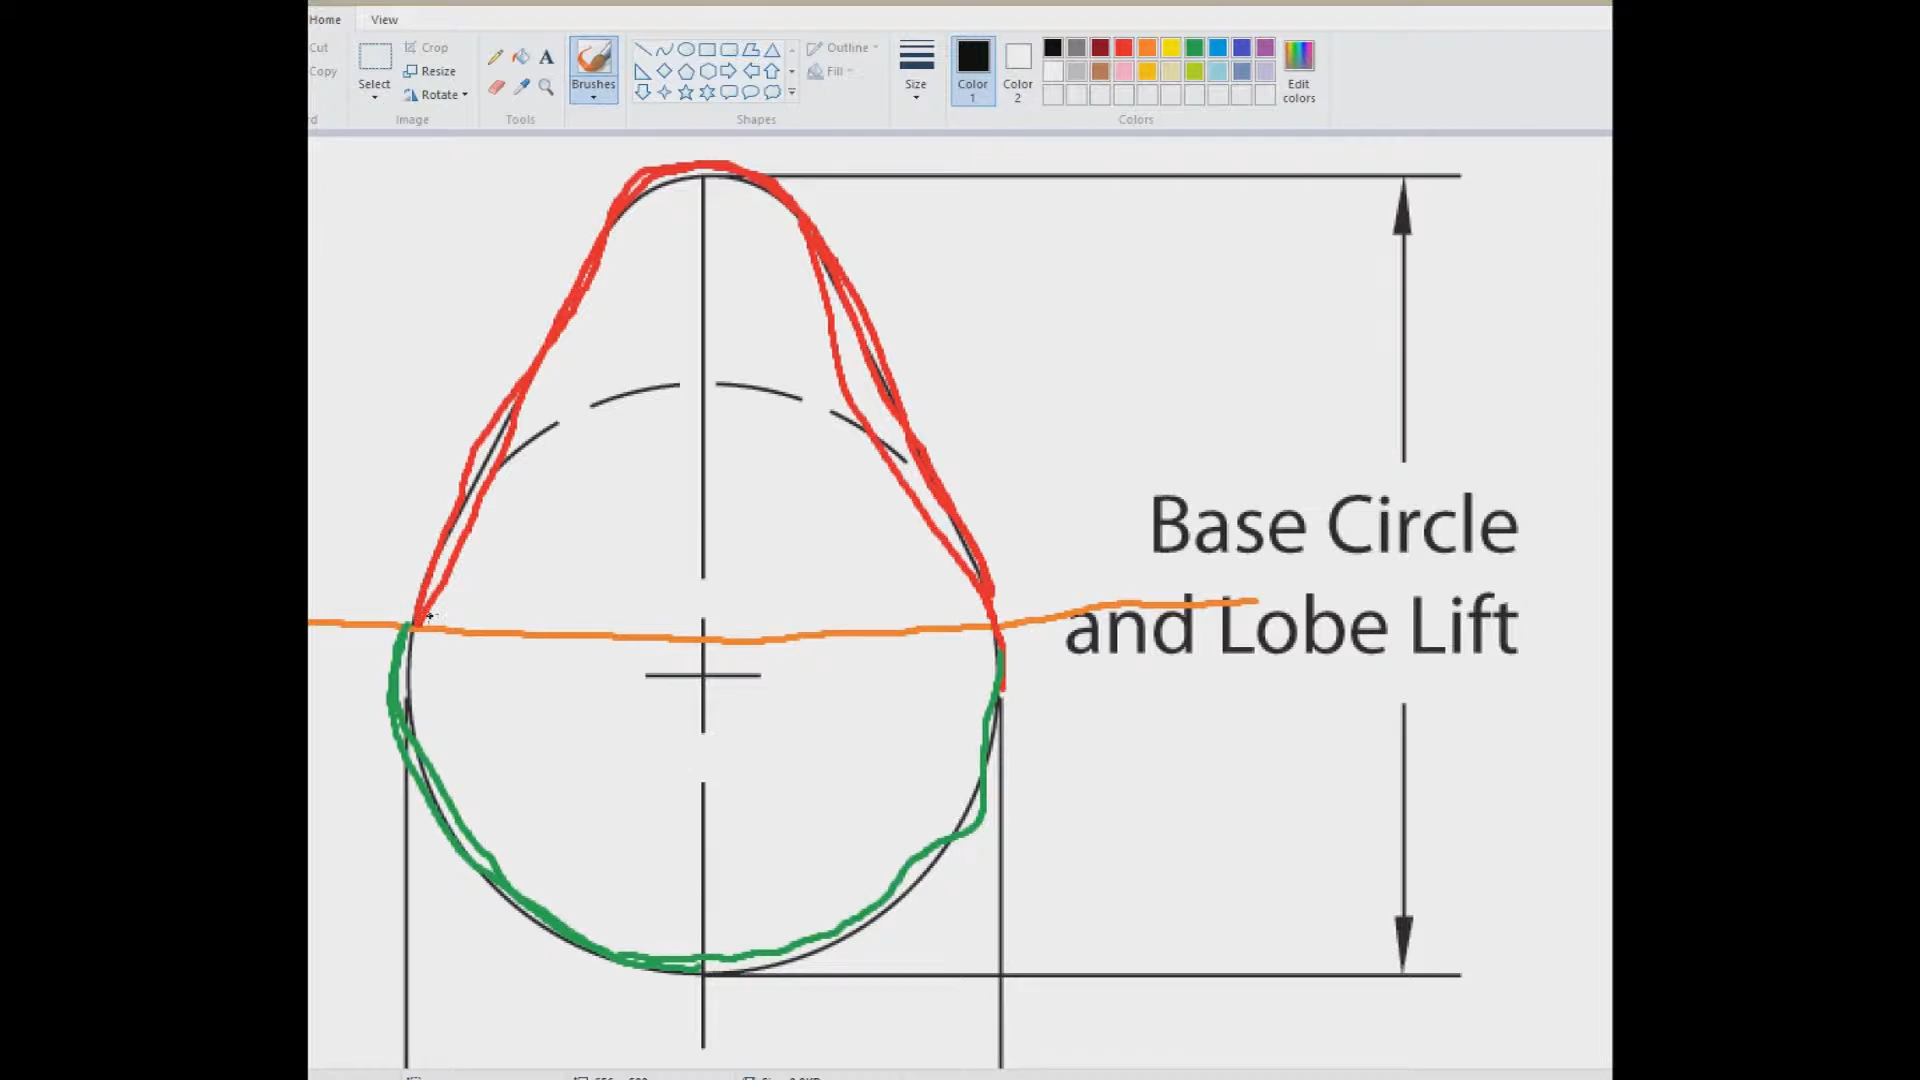 Home View
Cut
Copy
Select
Crop
Resize
Rotate
Image
A
Tools
Brushes
Outline
Fill
Shapes
Size
Color
1
Color
2
Edit
colors
Colors
Base Circle
and Lobe Lift